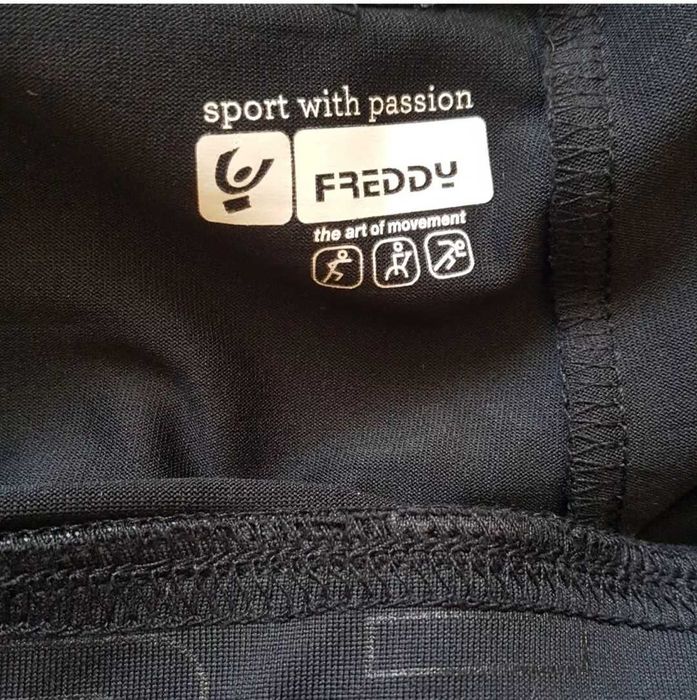 sport with passion
FREDDY
the art of movement